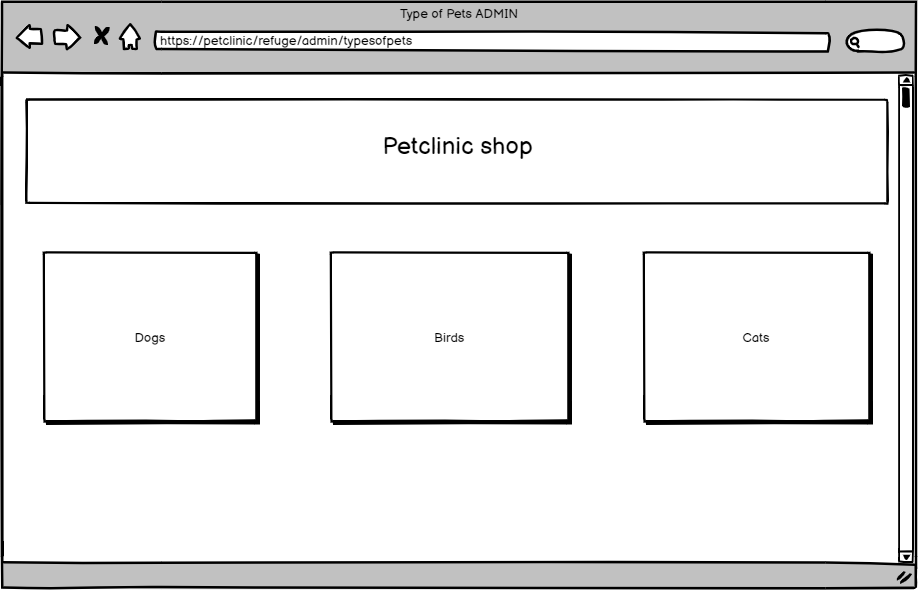 Type of Pets ADMIN
https://petclinic/refuge/admin/typesofpets
Petclinic shop
Dogs
Birds
Cats